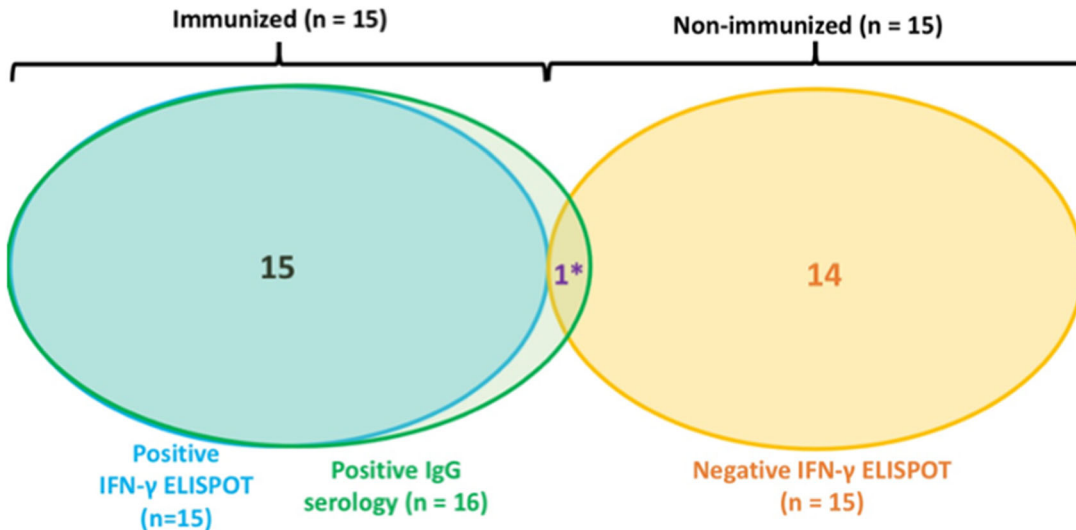 Immunized (n = 15)
Non-immunized (n = 15)
15
1*
14
Positive
IFN-γ ELISPOT
(n=15)
Positive IgG
serology (n = 16)
Negative IFN-γ ELISPOT
(n = 15)